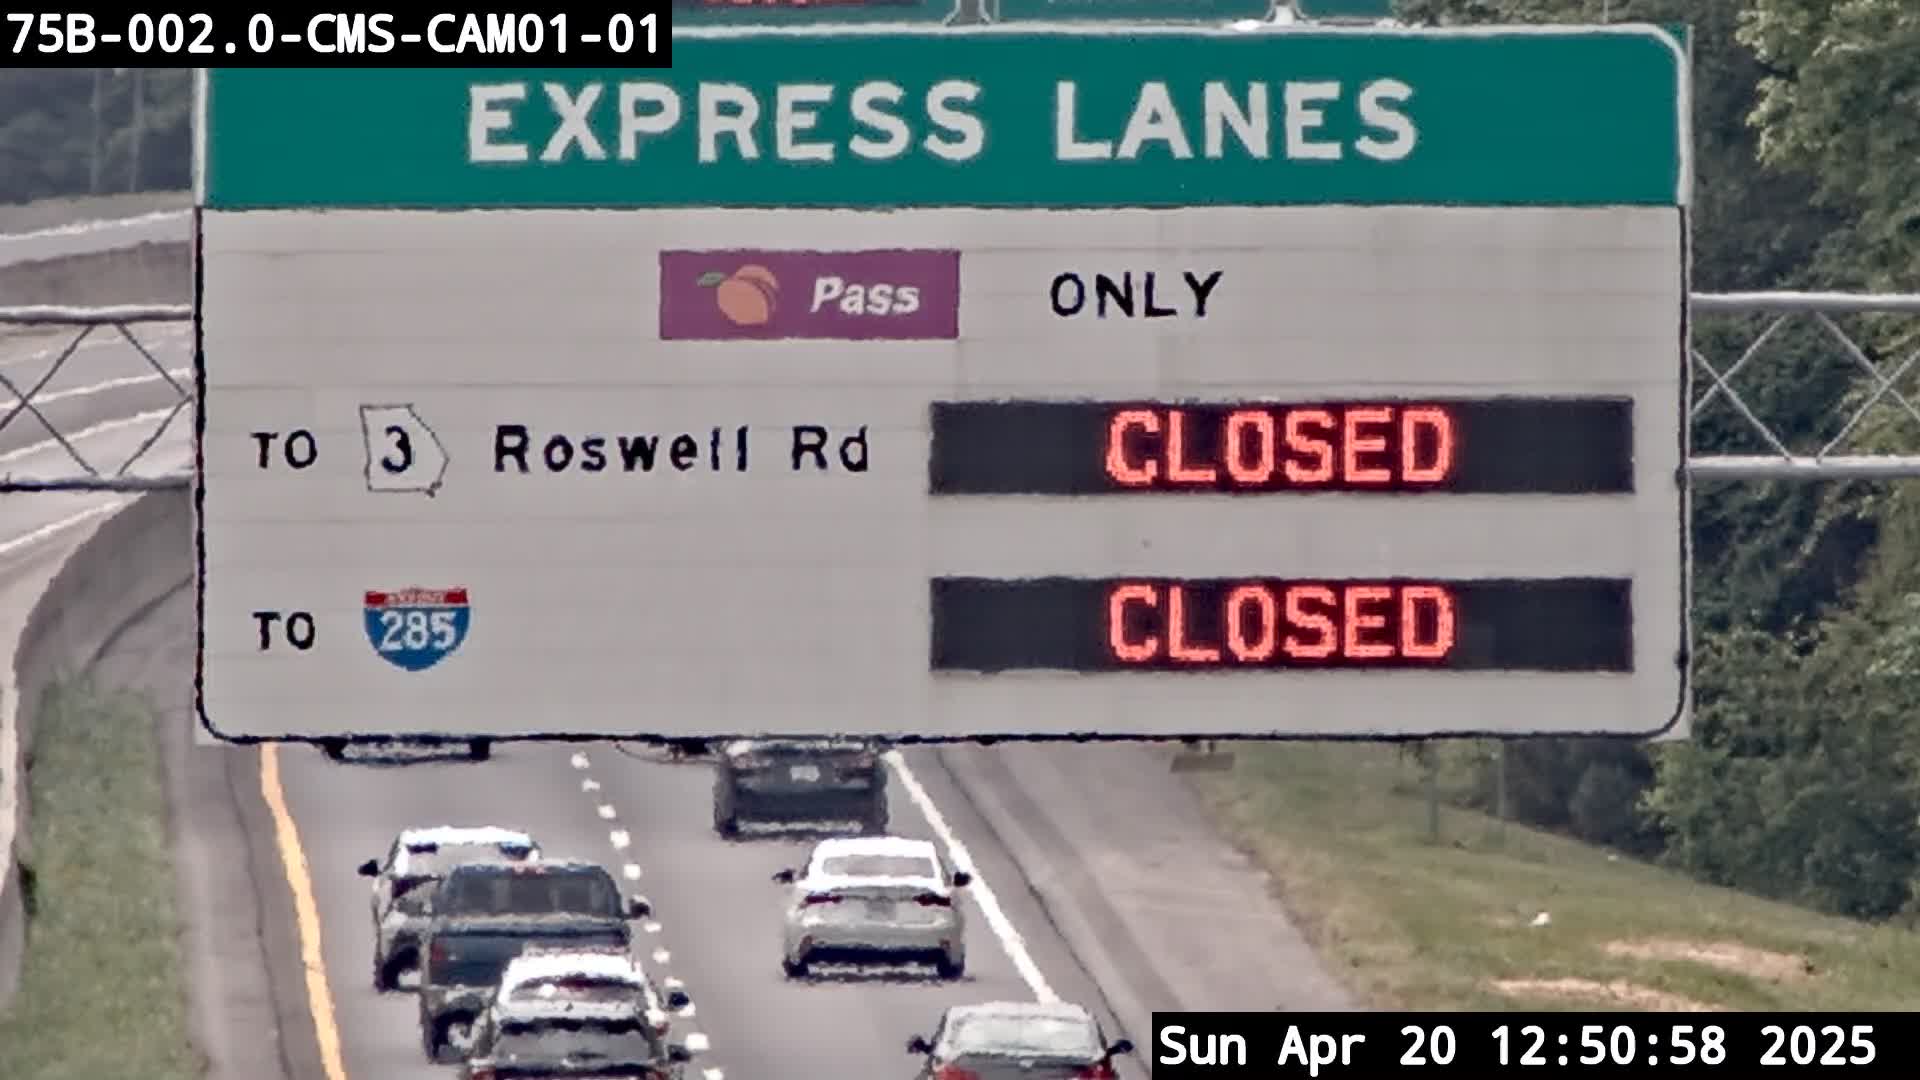 75B-002.0-CMS-CAM01-01
EXPRESS LANES
Pass ONLY
TO 3 Roswell Rd CLOSED
TO 285 CLOSED
Sun Apr 20 12:50:58 2025